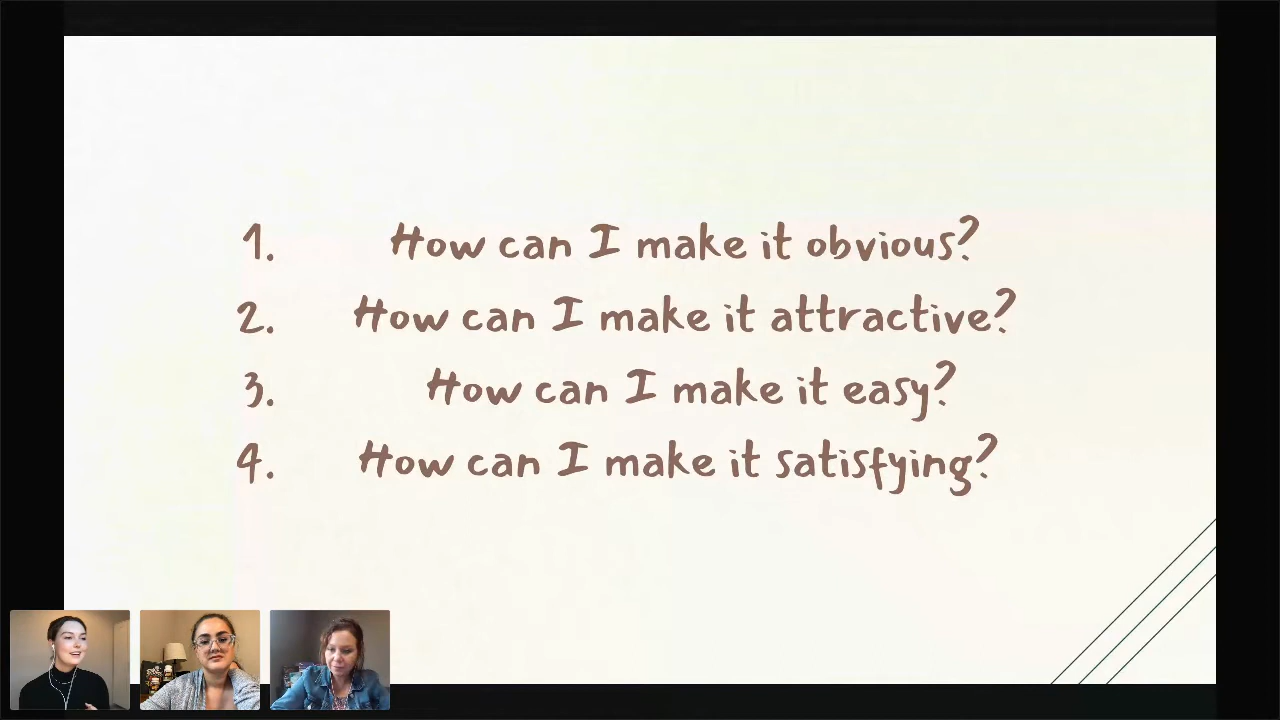 1. How can I make it obvious?
2. How can I make it attractive?
3. How can I make it easy?
4. How can I make it satisfying?